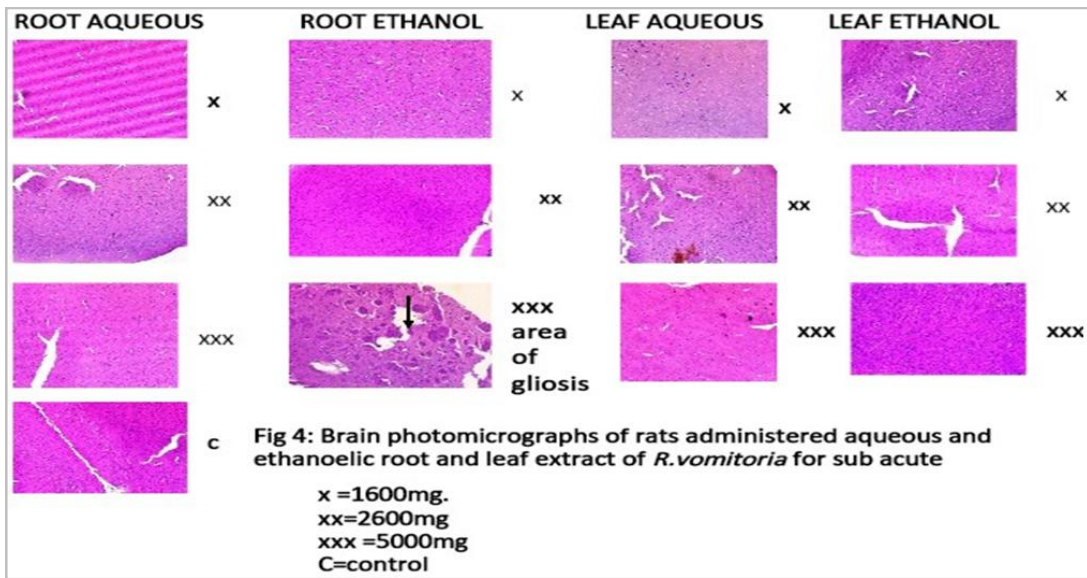 ROOT AQUEOUS ROOT ETHANOL LEAF AQUEOUS LEAF ETHANOL
x x x x
xx xx xx xx
xxx xxx xxx xxx
area
of
gliosis
c Fig 4: Brain photomicrographs of rats administered aqueous and
ethanoelic root and leaf extract of R.vomitoria for sub acute
x =1600mg.
xx=2600mg
xxx =5000mg
C=control